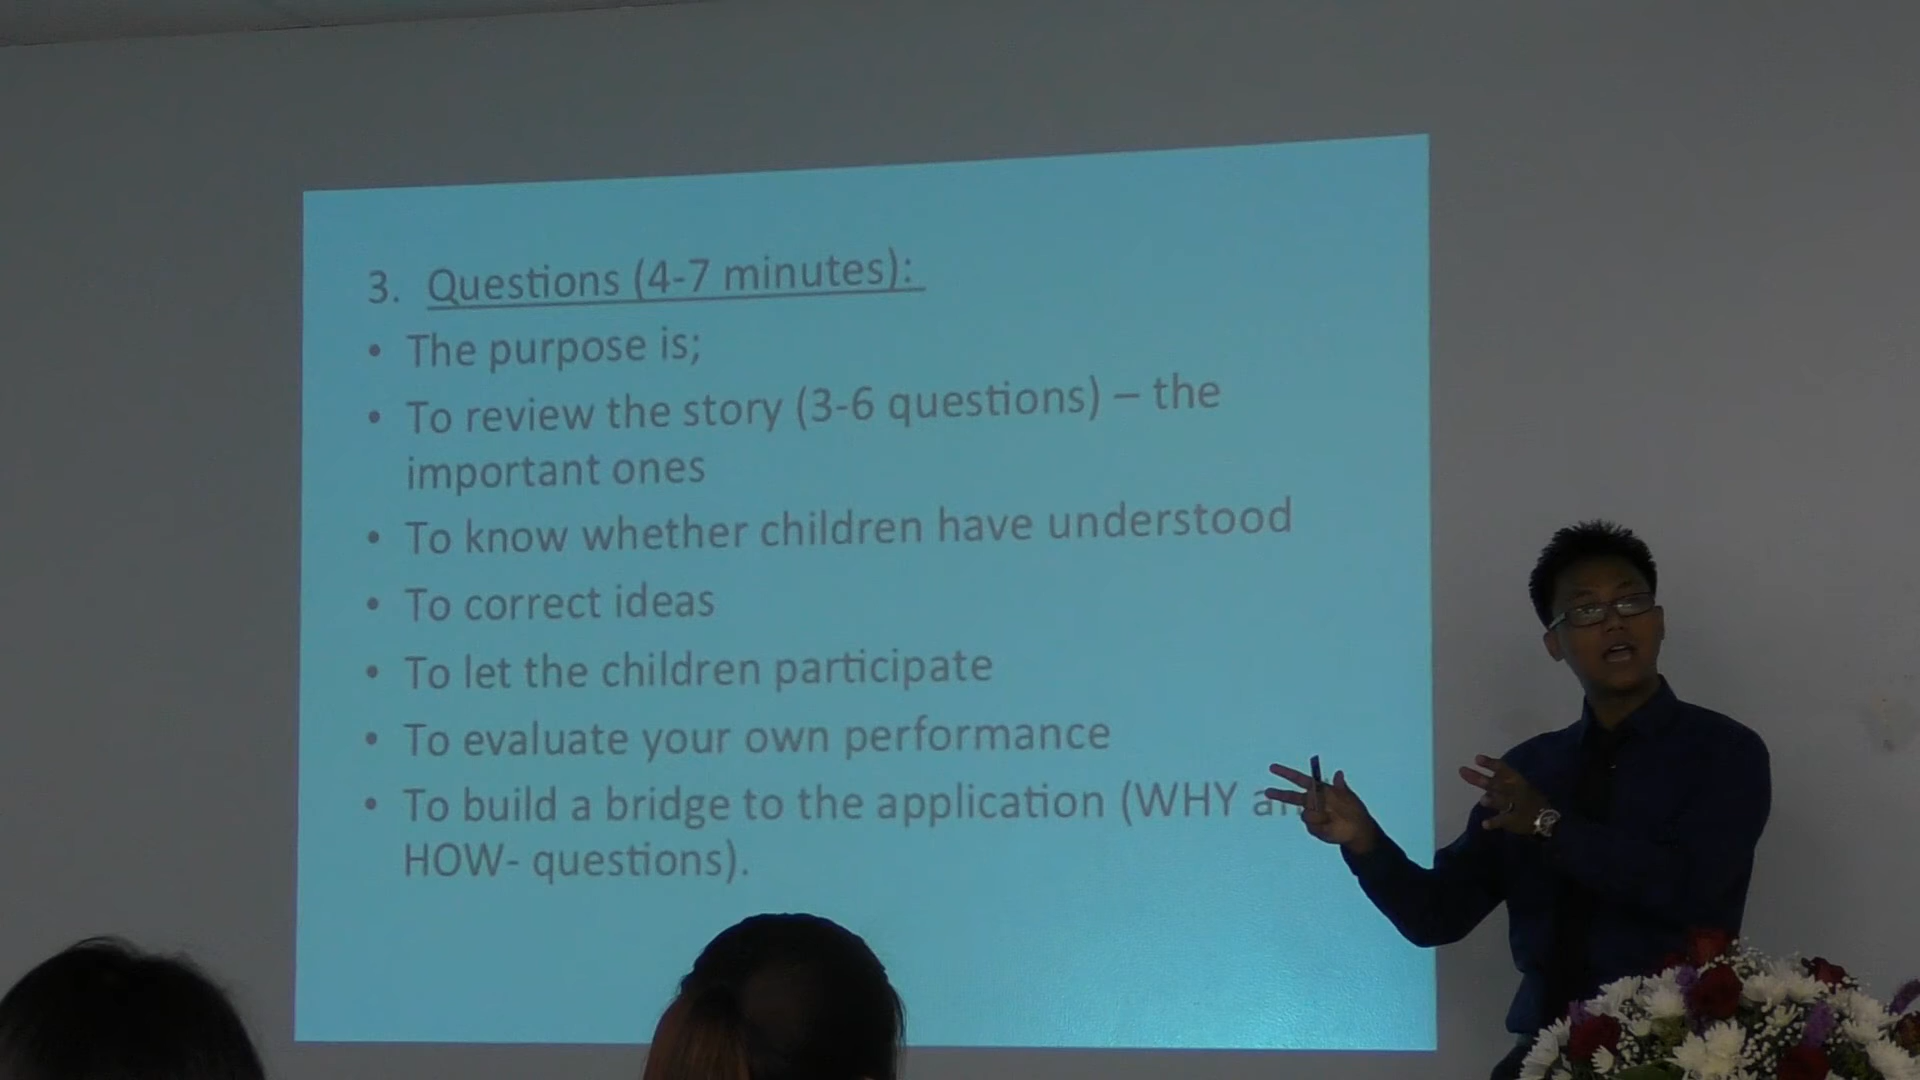 3. Questions (4-7 minutes):
• The purpose is;
• To review the story (3-6 questions) – the
important ones
• To know whether children have understood
• To correct ideas
• To let the children participate
• To evaluate your own performance
• To build a bridge to the application (WHY
HOW- questions).